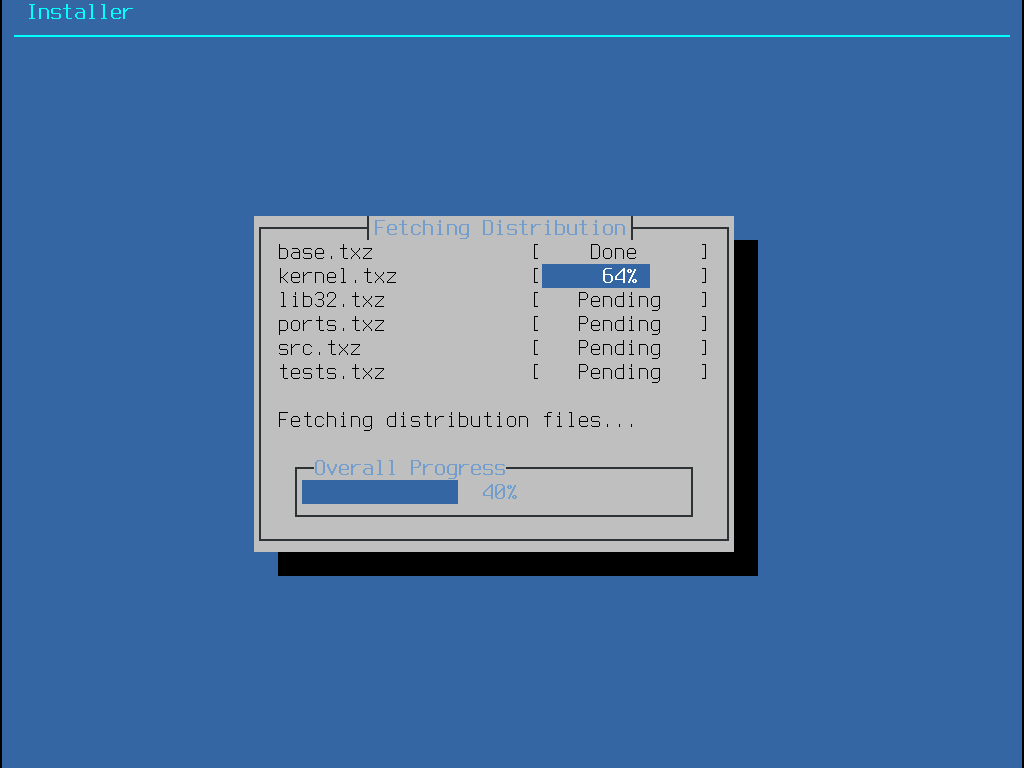 Installer
Fetching Distribution
base.txz [ Done ]
kernel.txz [ 64% ]
lib32.txz [ Pending ]
ports.txz [ Pending ]
src.txz [ Pending ]
tests.txz [ Pending ]
Fetching distribution files...
Overall Progress
40%